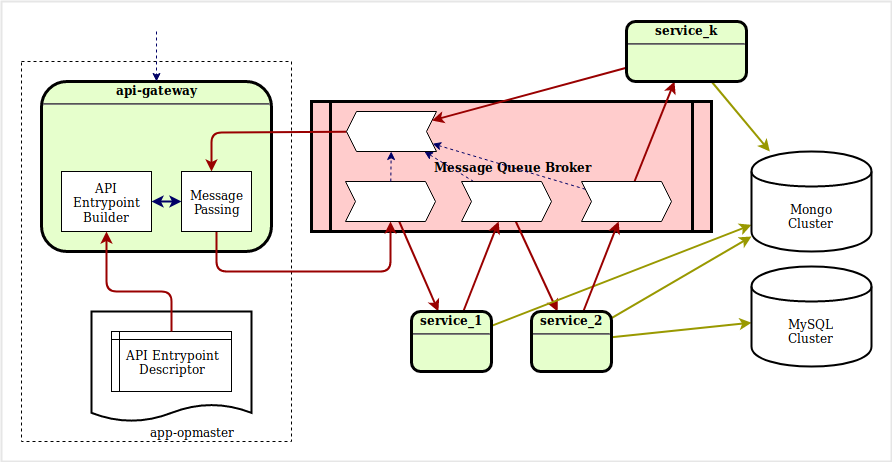 service_k
api-gateway
Message Queue Broker
API
Entrypoint
Builder
Message
Passing
Mongo
Cluster
service_1
service_2
MySQL
Cluster
API Entrypoint
Descriptor
app-opmaster